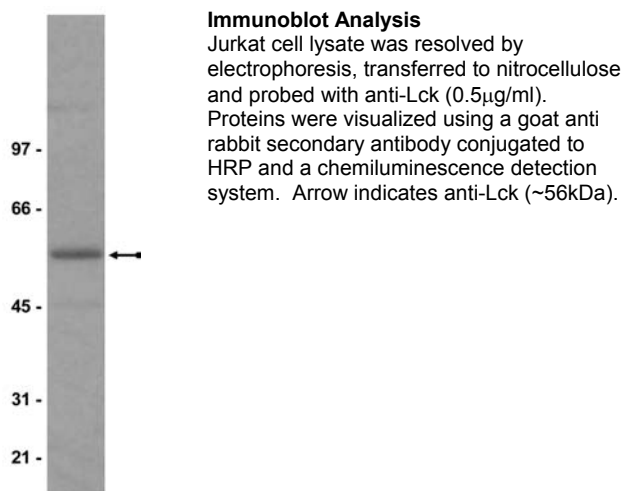 Immunoblot Analysis
Jurkat cell lysate was resolved by
electrophoresis, transferred to nitrocellulose
and probed with anti-Lck (0.5µg/ml).
Proteins were visualized using a goat anti
rabbit secondary antibody conjugated to
HRP and a chemiluminescence detection
system.  Arrow indicates anti-Lck (~56kDa).
97 -
66 -
45 -
31 -
21 -